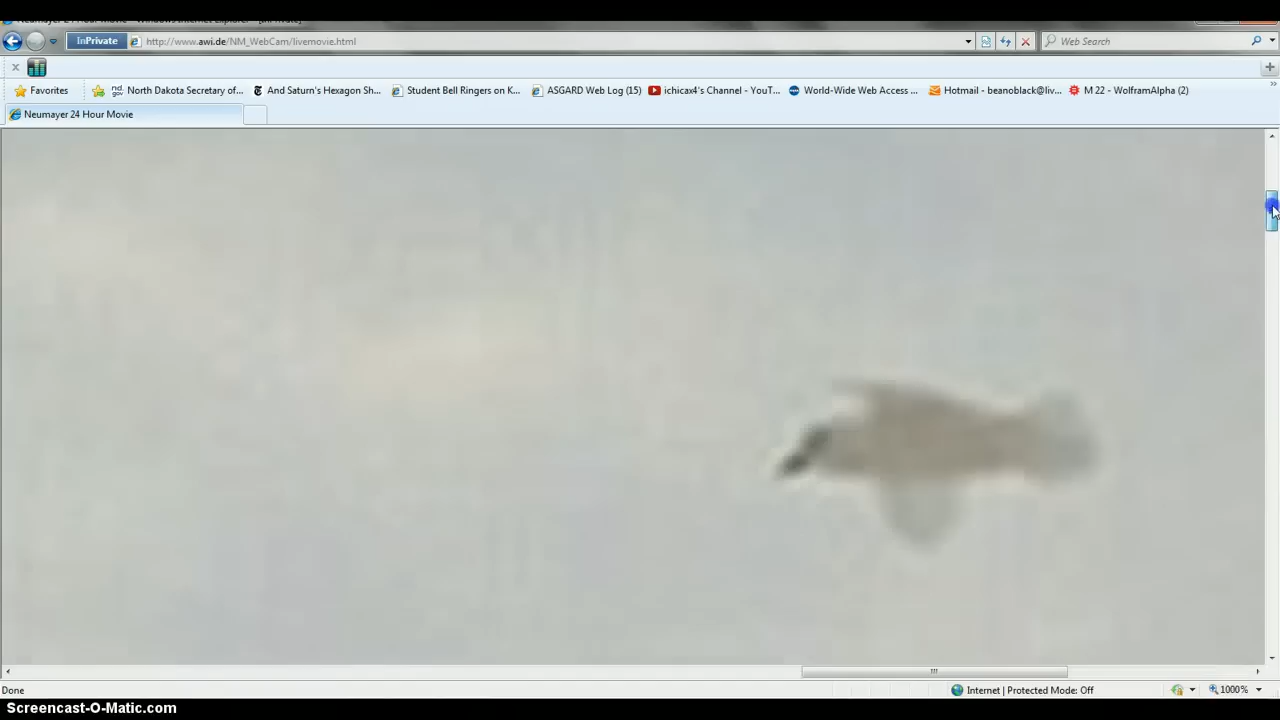 InPrivate
http://www.awi.de/NM_WebCam/livemovie.html
Web Search
Favorites
nd.gov North Dakota Secretary of...
And Saturn's Hexagon Sh...
Student Bell Ringers on K...
ASGARD Web Log (15)
ichicax4's Channel - YouT...
World-Wide Web Access ...
Hotmail - beanoblack@liv...
M 22 - WolframAlpha (2)
Neumayer 24 Hour Movie
Done
Internet | Protected Mode: Off
1000%
Screencast-O-Matic.com